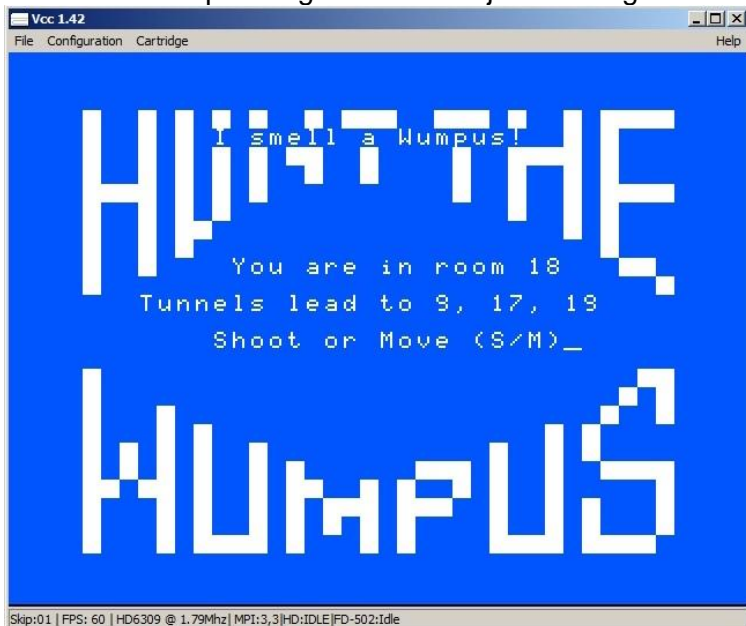 Vcc 1.42
File Configuration Cartridge Help
HUNT THE
I smell a Wumpus!
You are in room 18
Tunnels lead to 9, 17, 19
Shoot or Move (S/M)_
WUmPUS
Skip:01 | FPS: 60 | HD6309 @ 1.79Mhz| MPI:3,3|HD:IDLE|FD-502:Idle